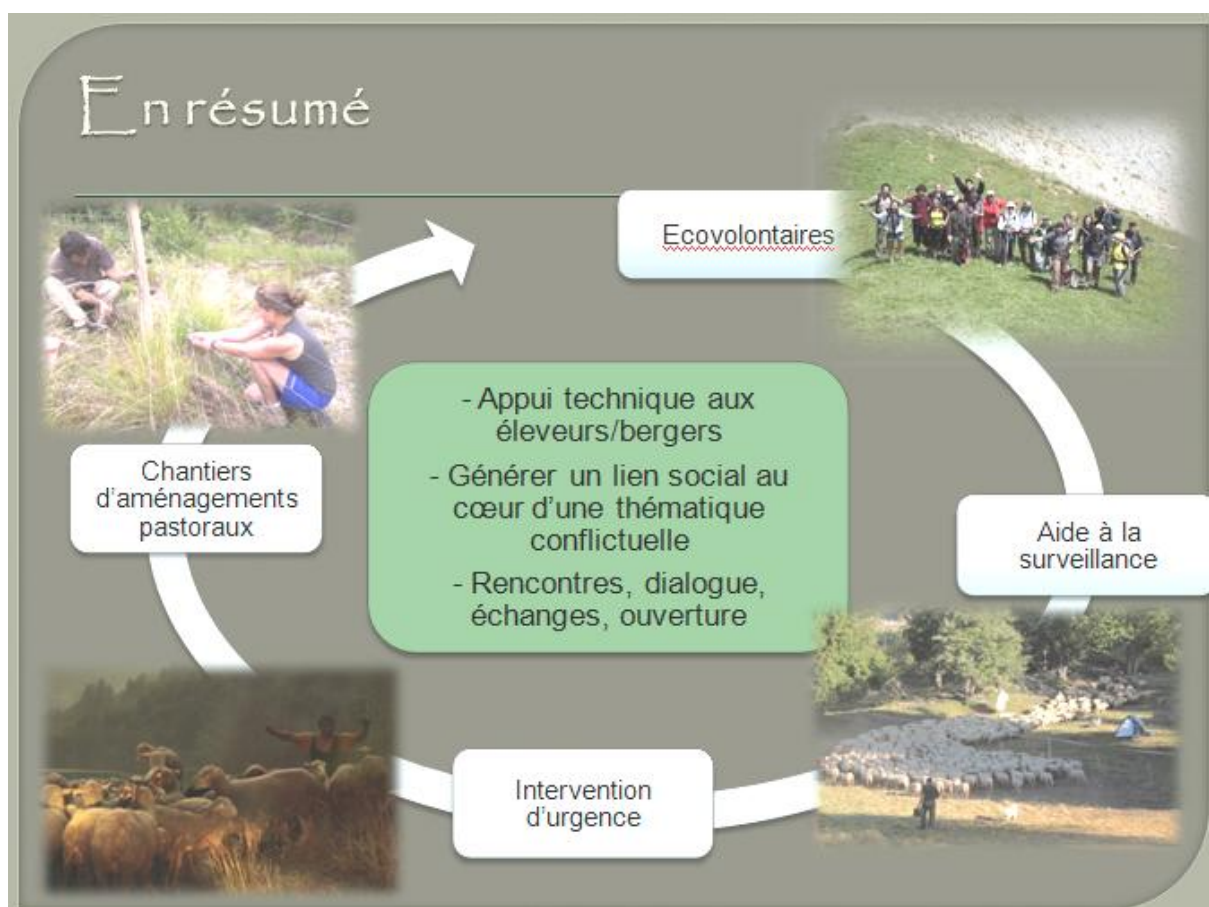 En résumé
Ecovolontaires
- Appui technique aux
éleveurs/bergers
- Générer un lien social au
cœur d'une thématique
conflictuelle
- Rencontres, dialogue,
échanges, ouverture
Chantiers
d'aménagements
pastoraux
Aide à la
surveillance
Intervention
d'urgence